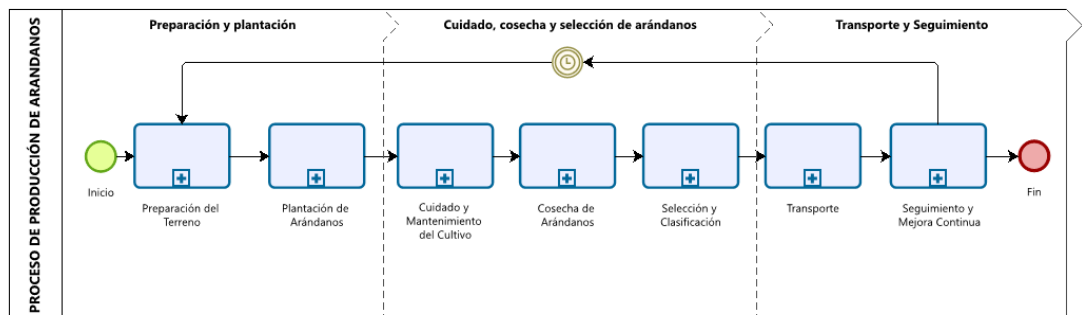 PROCESO DE PRODUCCIÓN DE ARANDANOS
Preparación y plantación
Cuidado, cosecha y selección de arándanos
Transporte y Seguimiento
Inicio
Preparación del
Terreno
Plantación de
Arándanos
Cuidado y
Mantenimiento
del Cultivo
Cosecha de
Arándanos
Selección y
Clasificación
Transporte
Seguimiento y
Mejora Continua
Fin